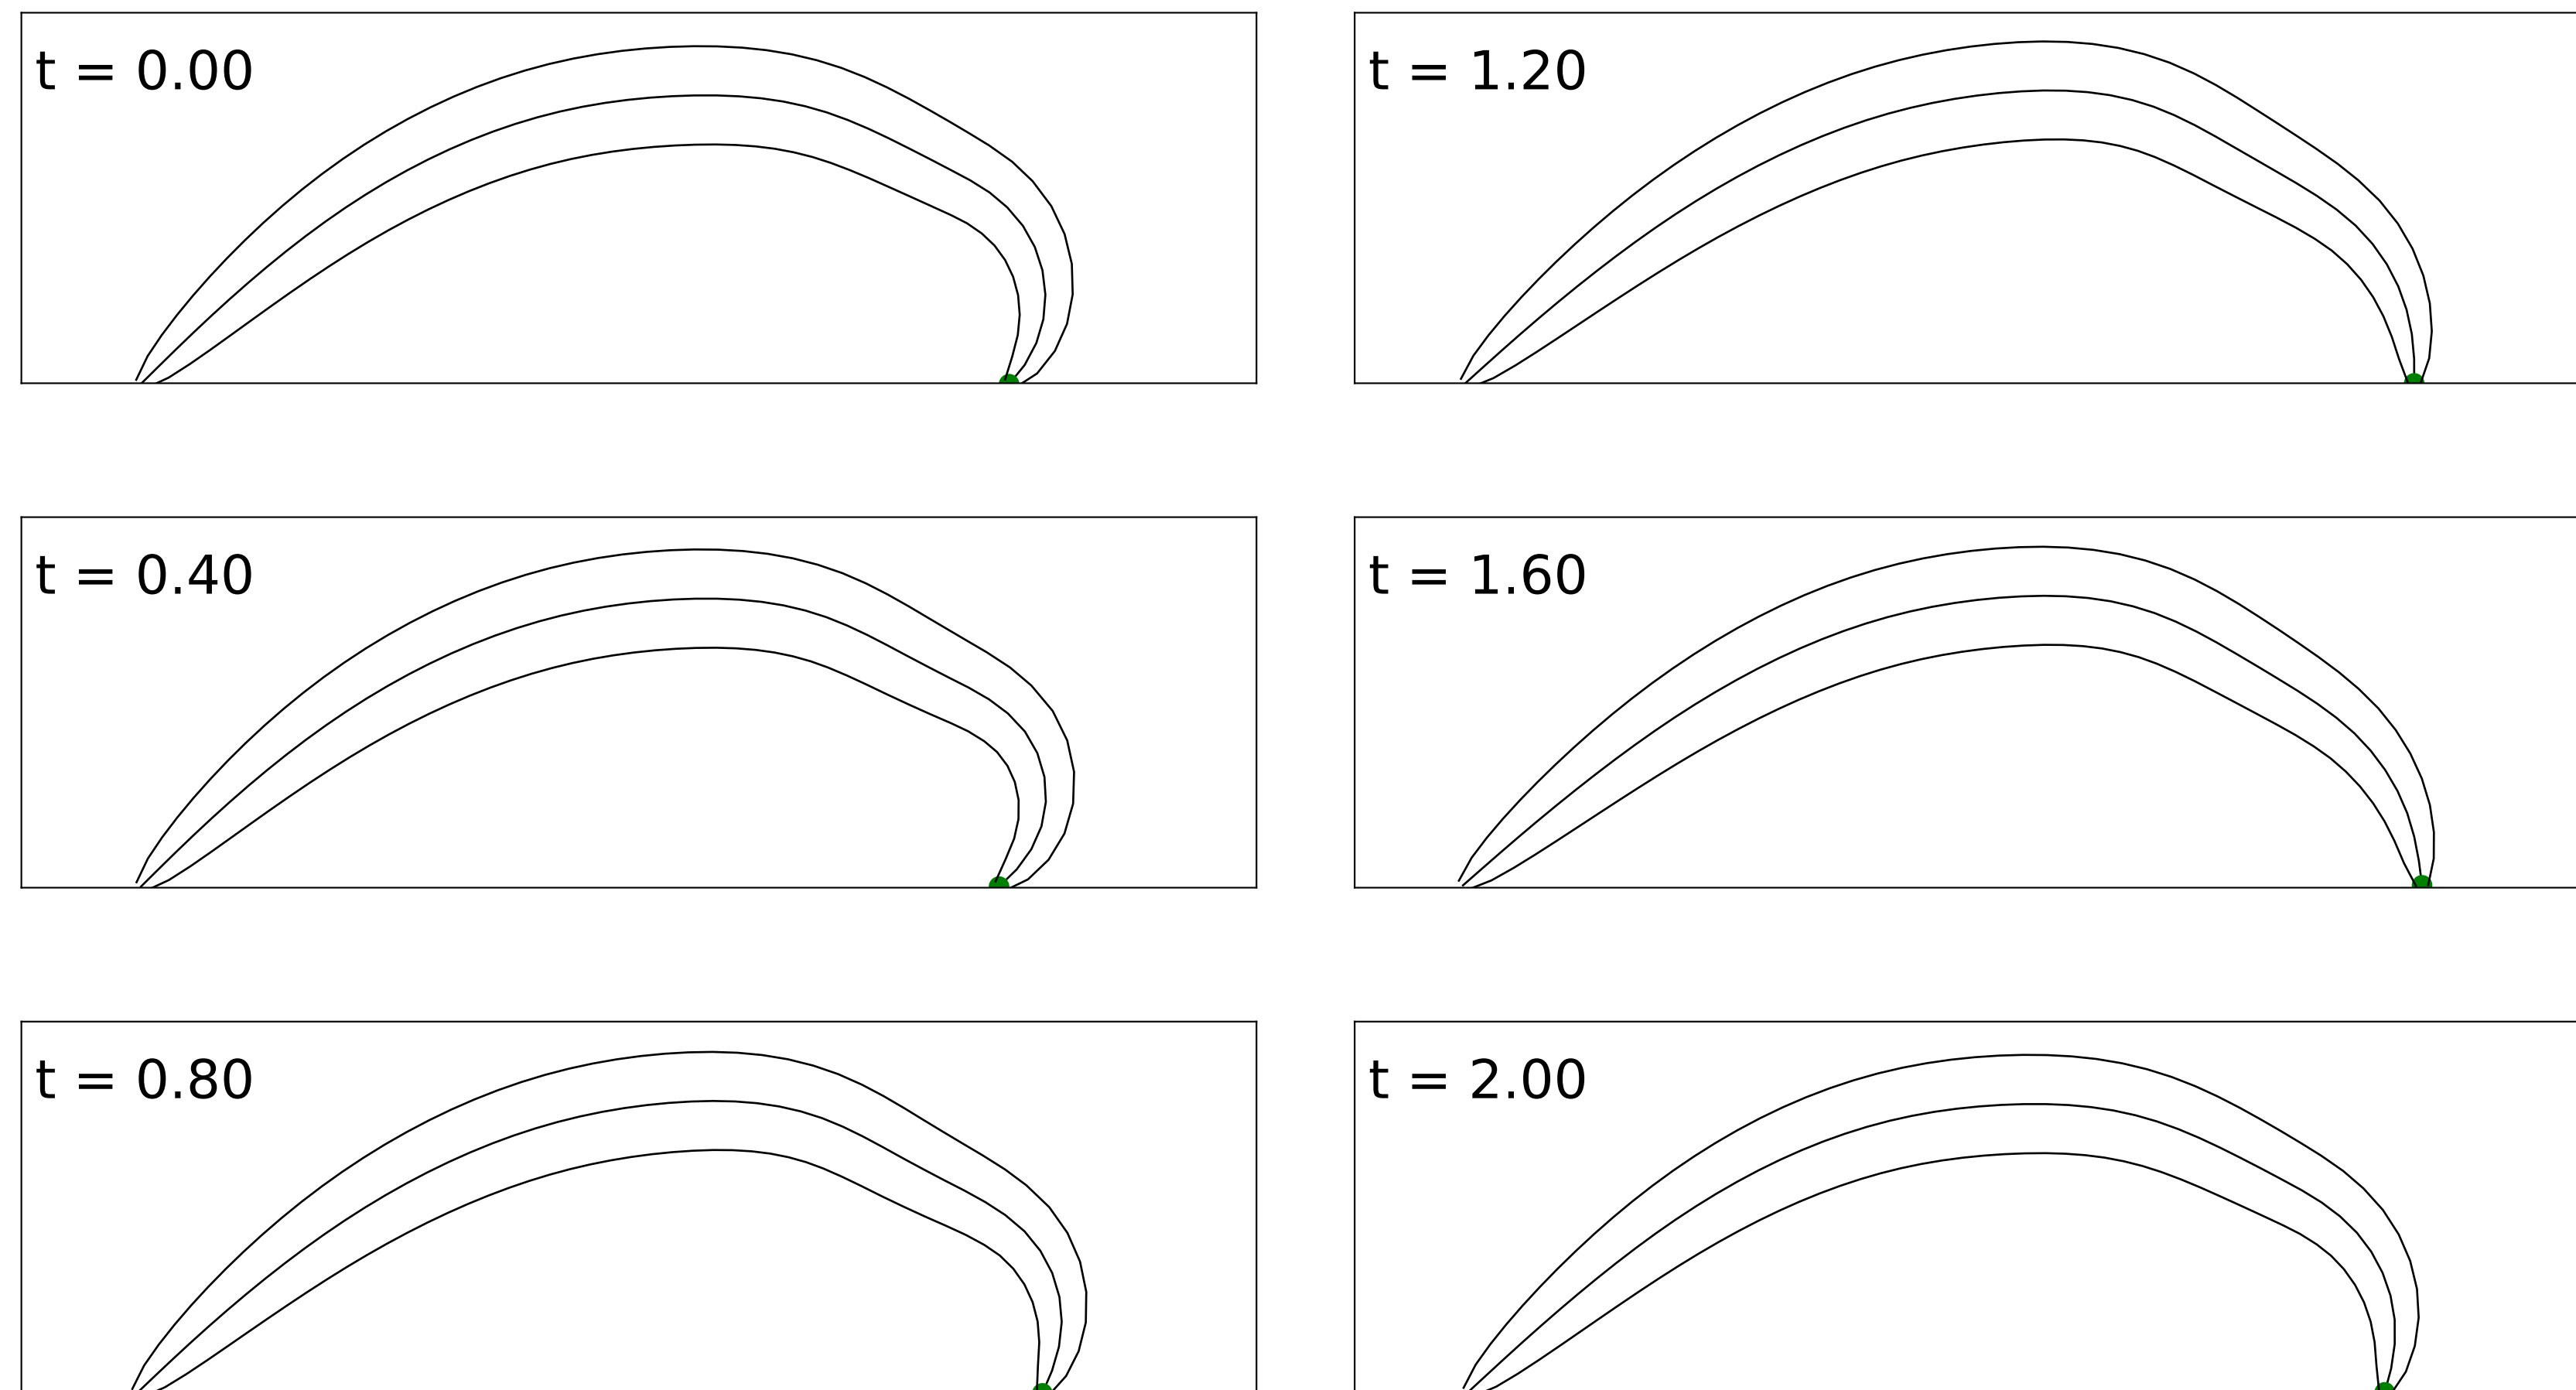 t = 0.00
t = 1.20
t = 0.40
t = 1.60
t = 0.80
t = 2.00